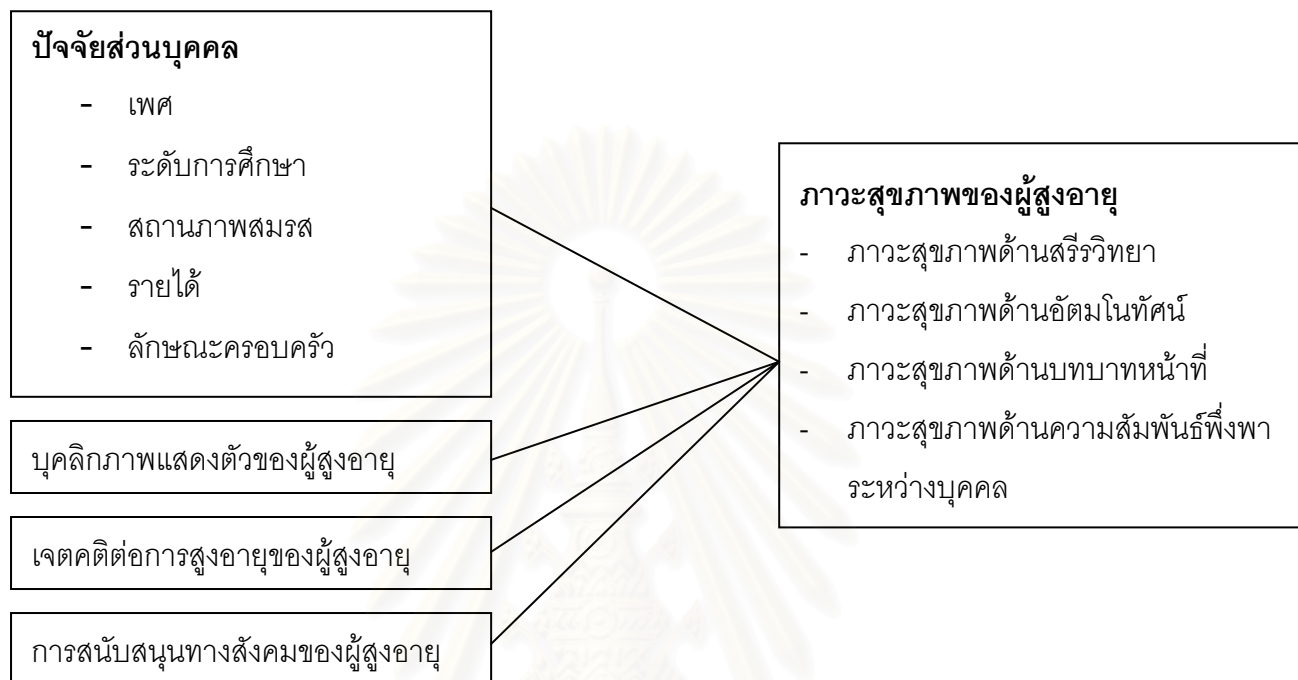 ปัจจัยส่วนบุคคล
- เพศ
- ระดับการศึกษา
- สถานภาพสมรส
- รายได้
- ลักษณะครอบครัว
บุคลิกภาพแสดงตัวของผู้สูงอายุ
เจตคติต่อการสูงอายุของผู้สูงอายุ
การสนับสนุนทางสังคมของผู้สูงอายุ
ภาวะสุขภาพของผู้สูงอายุ
- ภาวะสุขภาพด้านสรีรวิทยา
- ภาวะสุขภาพด้านอัตมโนทัศน์
- ภาวะสุขภาพด้านบทบาทหน้าที่
- ภาวะสุขภาพด้านความสัมพันธ์พึ่งพา
ระหว่างบุคคล